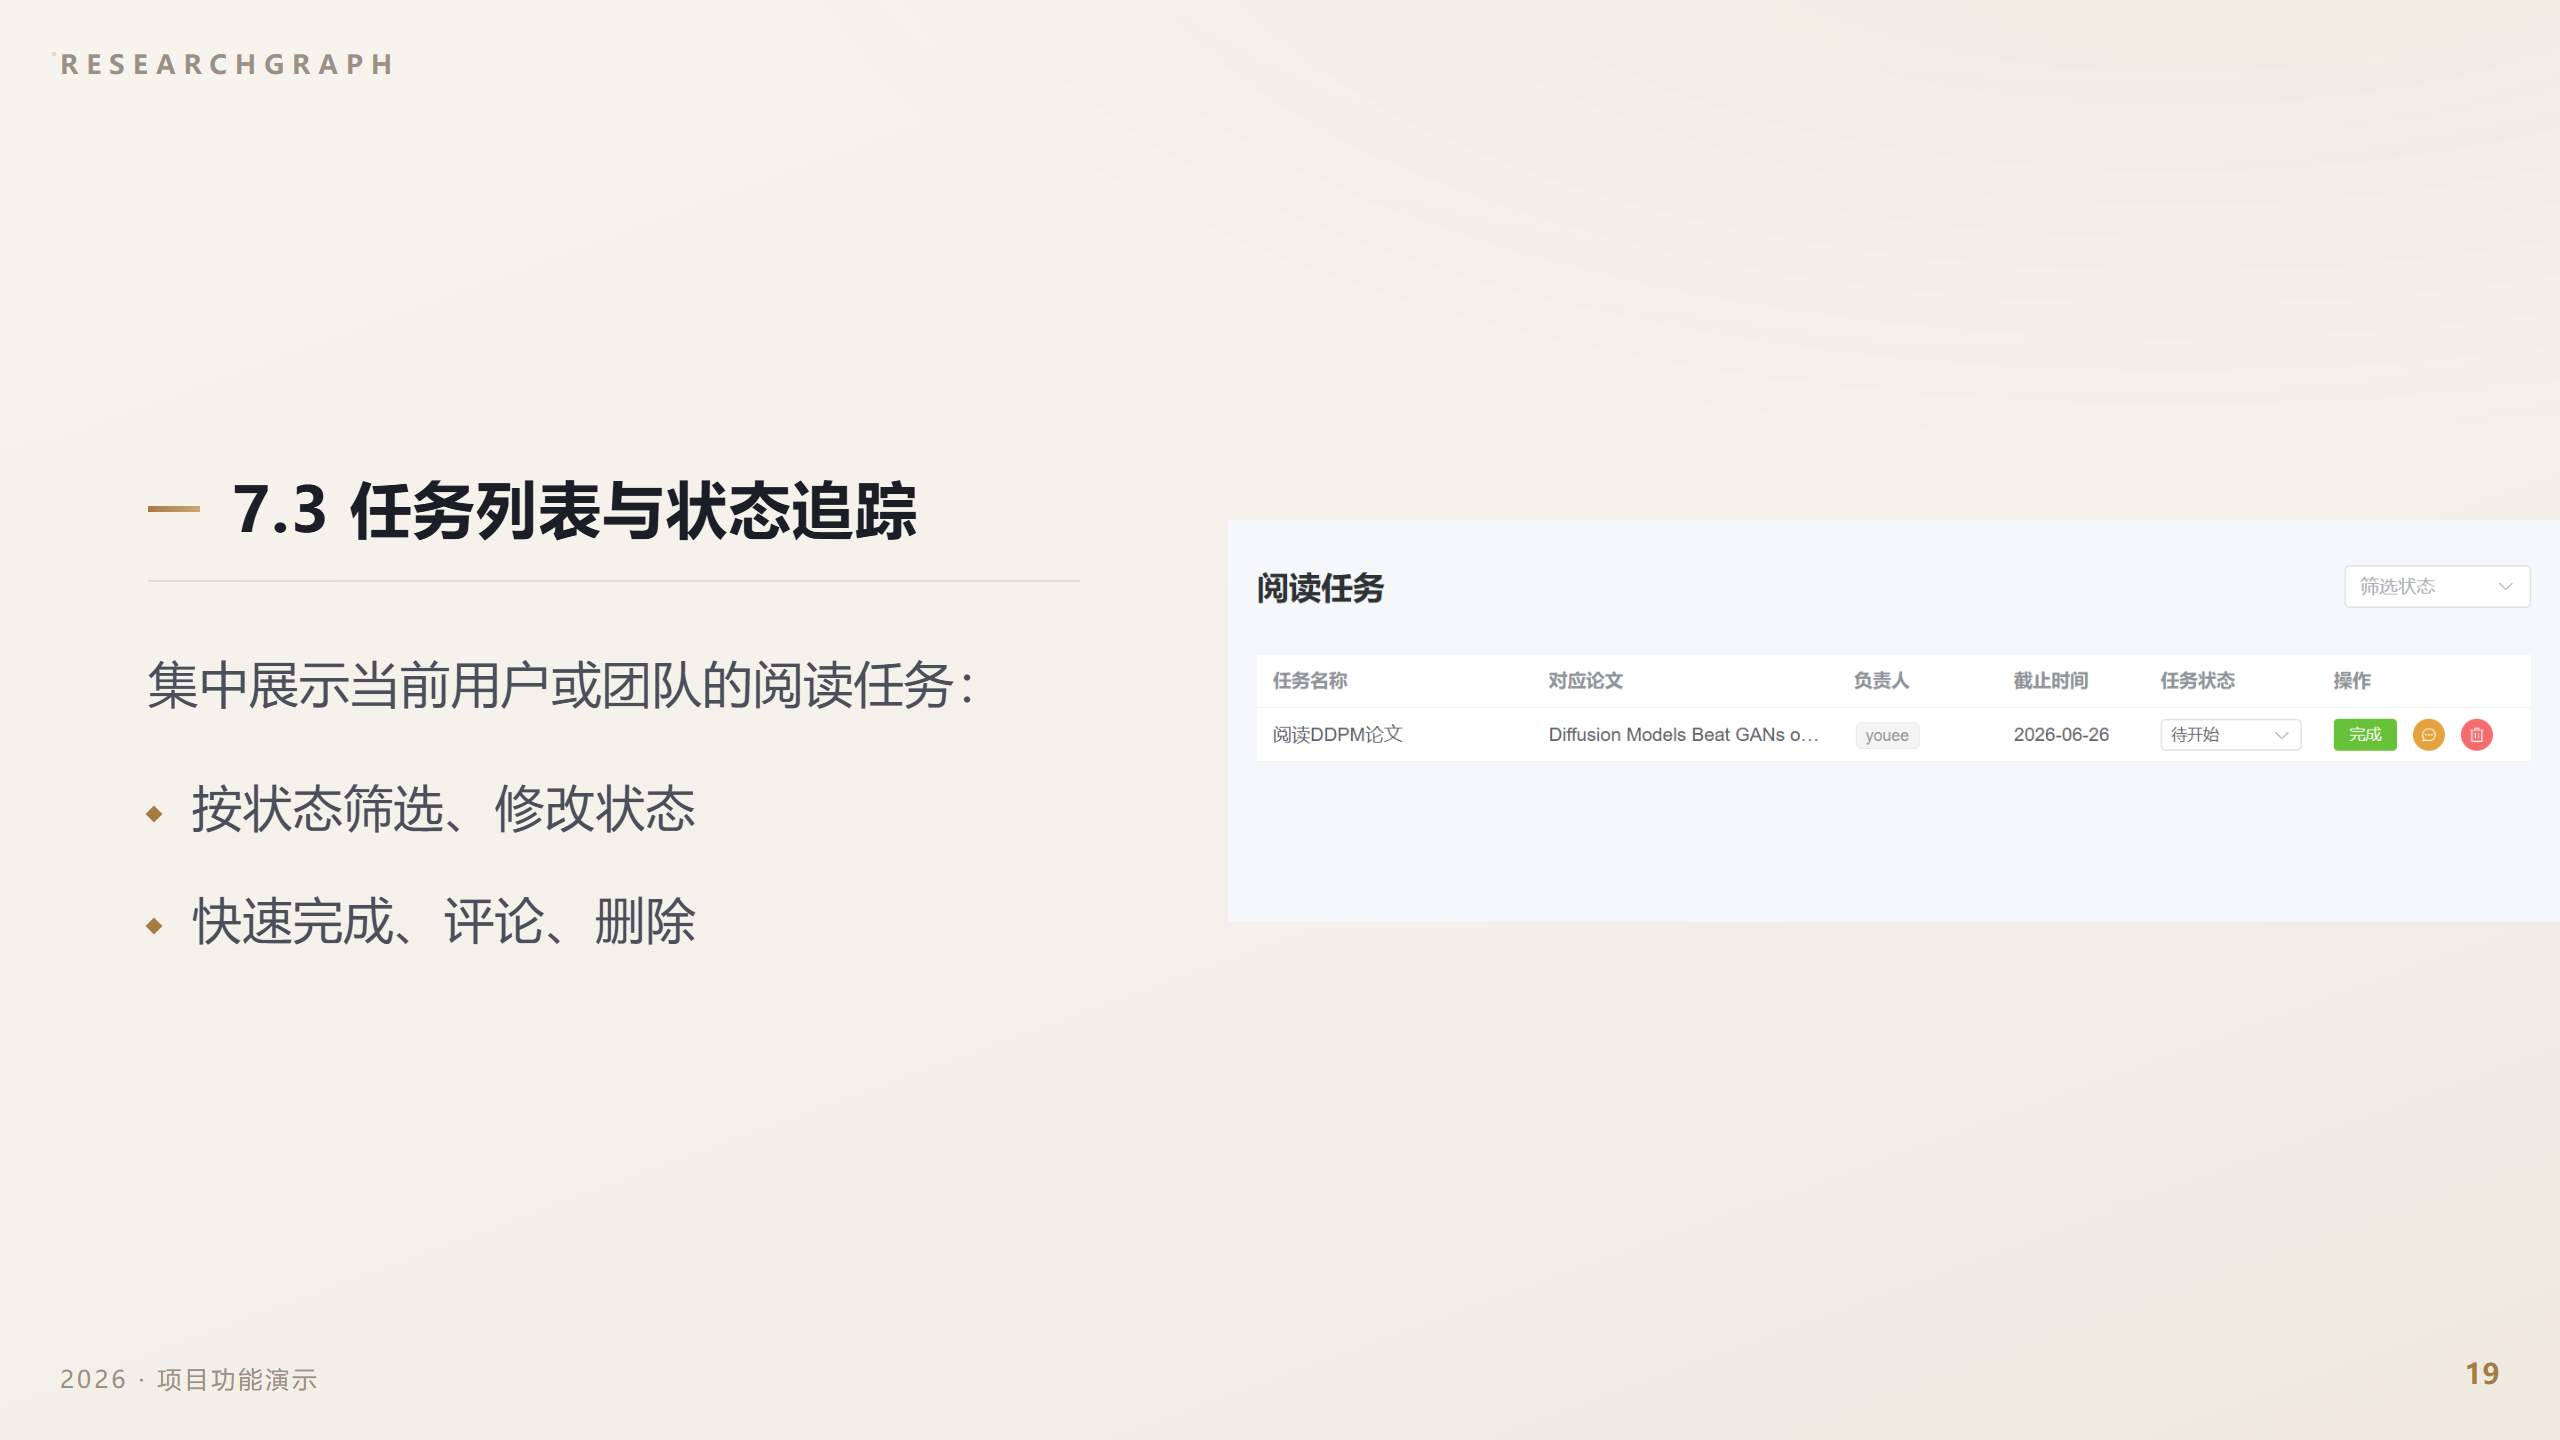 RESEARCHGRAPH
7.3 任务列表与状态追踪
集中展示当前用户或团队的阅读任务：
按状态筛选、修改状态
快速完成、评论、删除
阅读任务
筛选状态
任务名称 对应论文 负责人 截止时间 任务状态 操作
阅读DDPM论文 Diffusion Models Beat GANs o... youee 2026-06-26 待开始 完成
2026 · 项目功能演示
19